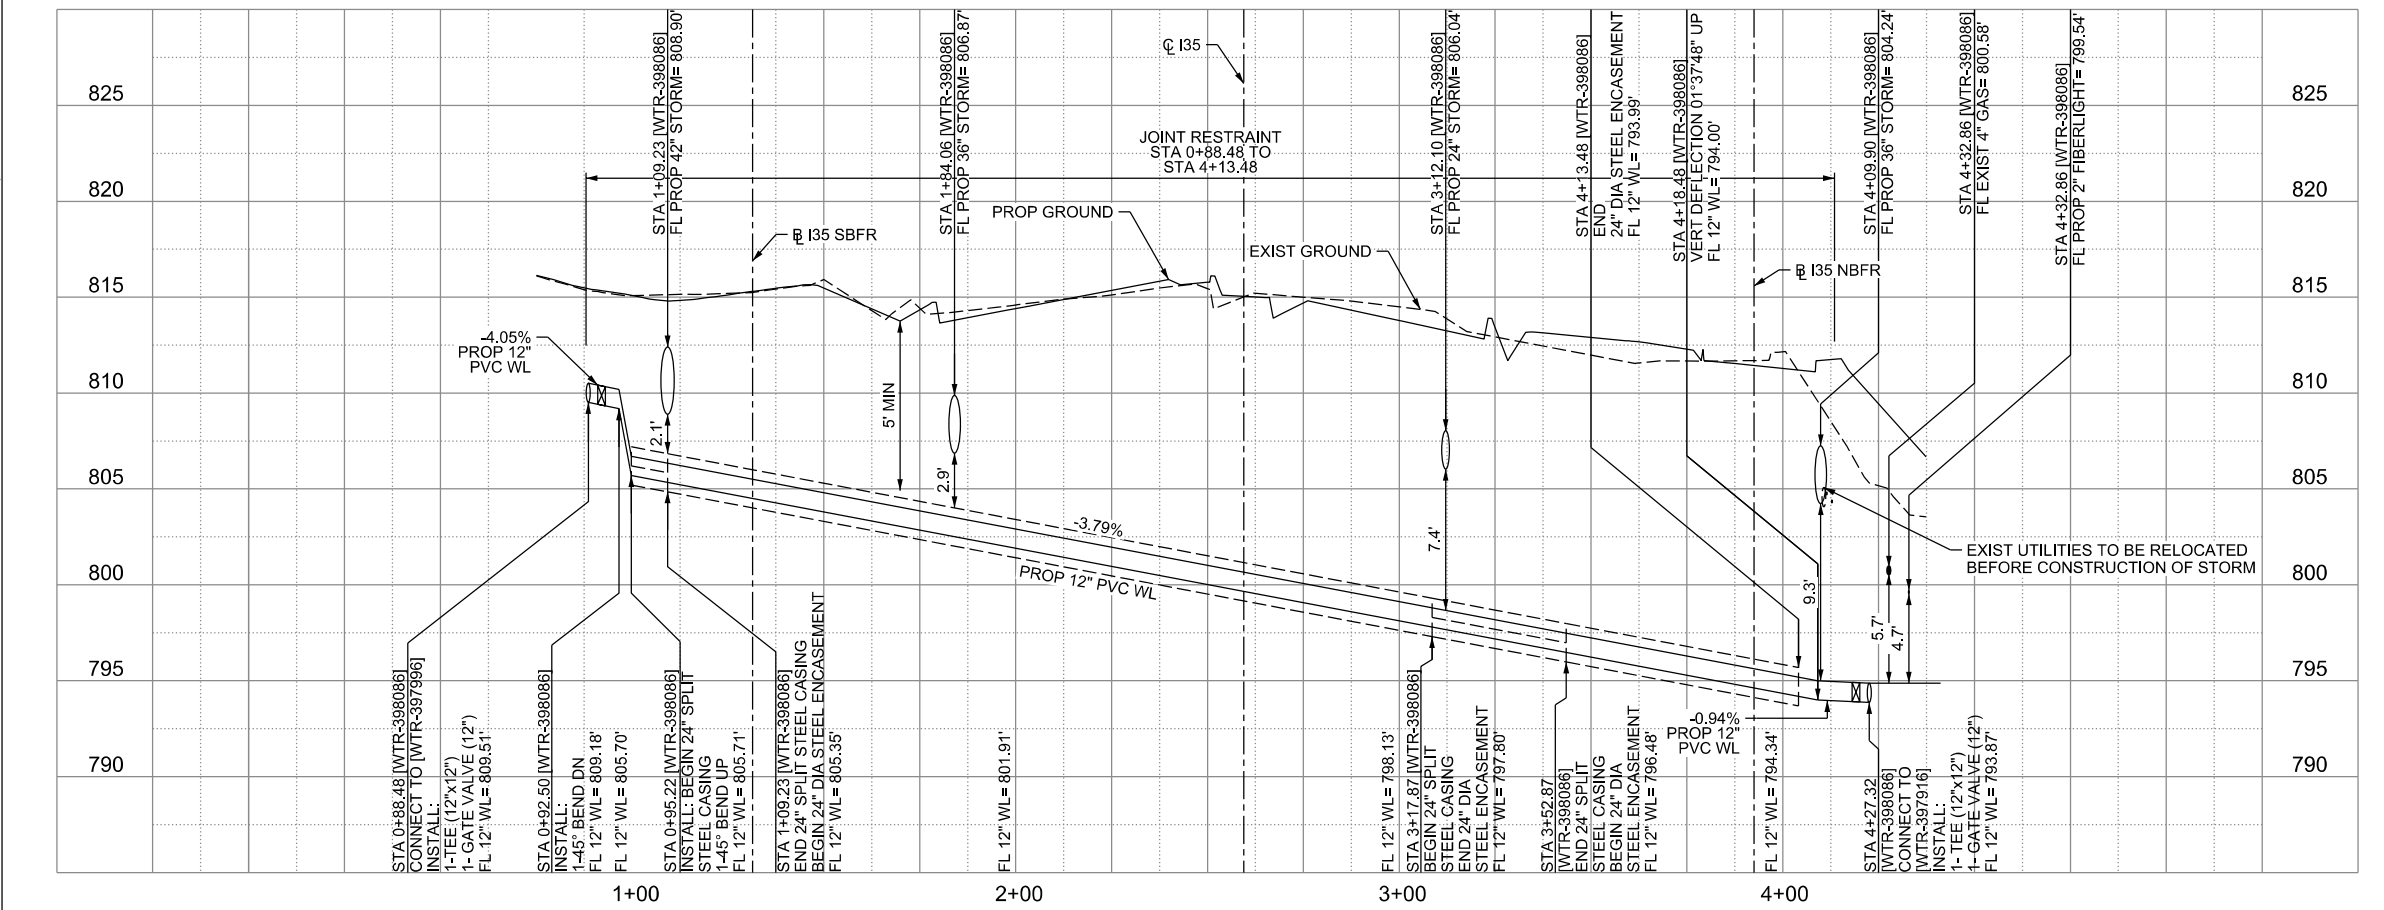 STA 1+09.23 [WTR-398086]
FL PROP 42" STORM= 808.90'
STA 1+84.06 [WTR-398086]
FL PROP 36" STORM= 806.87'
℄ I35
STA 3+12.10 [WTR-398086]
FL PROP 24" STORM= 806.04'
STA 4+13.48 [WTR-398086]
END
24" DIA STEEL ENCASEMENT
FL 12" WL= 793.99'
STA 4+18.48 [WTR-398086]
VERT DEFLECTION 01°37'48" UP
FL 12" WL= 794.00'
STA 4+09.90 [WTR-398086]
FL PROP 36" STORM= 804.24'
STA 4+32.86 [WTR-398086]
FL EXIST 4" GAS= 800.58'
STA 4+32.86 [WTR-398086]
FL PROP 2" FIBERLIGHT= 799.54'
825
825
JOINT RESTRAINT
STA 0+88.48 TO
STA 4+13.48
820
820
PROP GROUND
B̵L I35 SBFR
EXIST GROUND
B̵L I35 NBFR
815
815
-4.05%
PROP 12"
PVC WL
810
810
5' MIN
2.1'
2.9'
805
805
-3.79%
7.4'
EXIST UTILITIES TO BE RELOCATED
BEFORE CONSTRUCTION OF STORM
800
800
PROP 12" PVC WL
9.3'
5.7'
4.7'
795
795
-0.94%
PROP 12"
PVC WL
790
790
STA 0+88.48 [WTR-398086]
CONNECT TO [WTR-397996]
INSTALL:
1-TEE (12"x12")
1- GATE VALVE (12")
FL 12" WL= 809.51'
STA 0+92.50 [WTR-398086]
INSTALL:
1-45° BEND DN
FL 12" WL= 809.18'
FL 12" WL= 805.70'
STA 0+95.22 [WTR-398086]
INSTALL: BEGIN 24" SPLIT
STEEL CASING
1-45° BEND UP
FL 12" WL= 805.71'
STA 1+09.23 [WTR-398086]
END 24" SPLIT STEEL CASING
BEGIN 24" DIA STEEL ENCASEMENT
FL 12" WL= 805.35'
FL 12" WL= 801.91'
FL 12" WL= 798.13'
STA 3+17.87 [WTR-398086]
BEGIN 24" SPLIT
STEEL CASING
END 24" DIA
STEEL ENCASEMENT
FL 12" WL= 797.80'
STA 3+52.87
[WTR-398086]
END 24" SPLIT
STEEL CASING
BEGIN 24" DIA
STEEL ENCASEMENT
FL 12" WL= 796.48'
FL 12" WL= 794.34'
STA 4+27.32
[WTR-398086]
CONNECT TO
[WTR-397916]
INSTALL:
1- TEE (12"x12")
1- GATE VALVE (12")
FL 12" WL= 793.87'
1+00
2+00
3+00
4+00